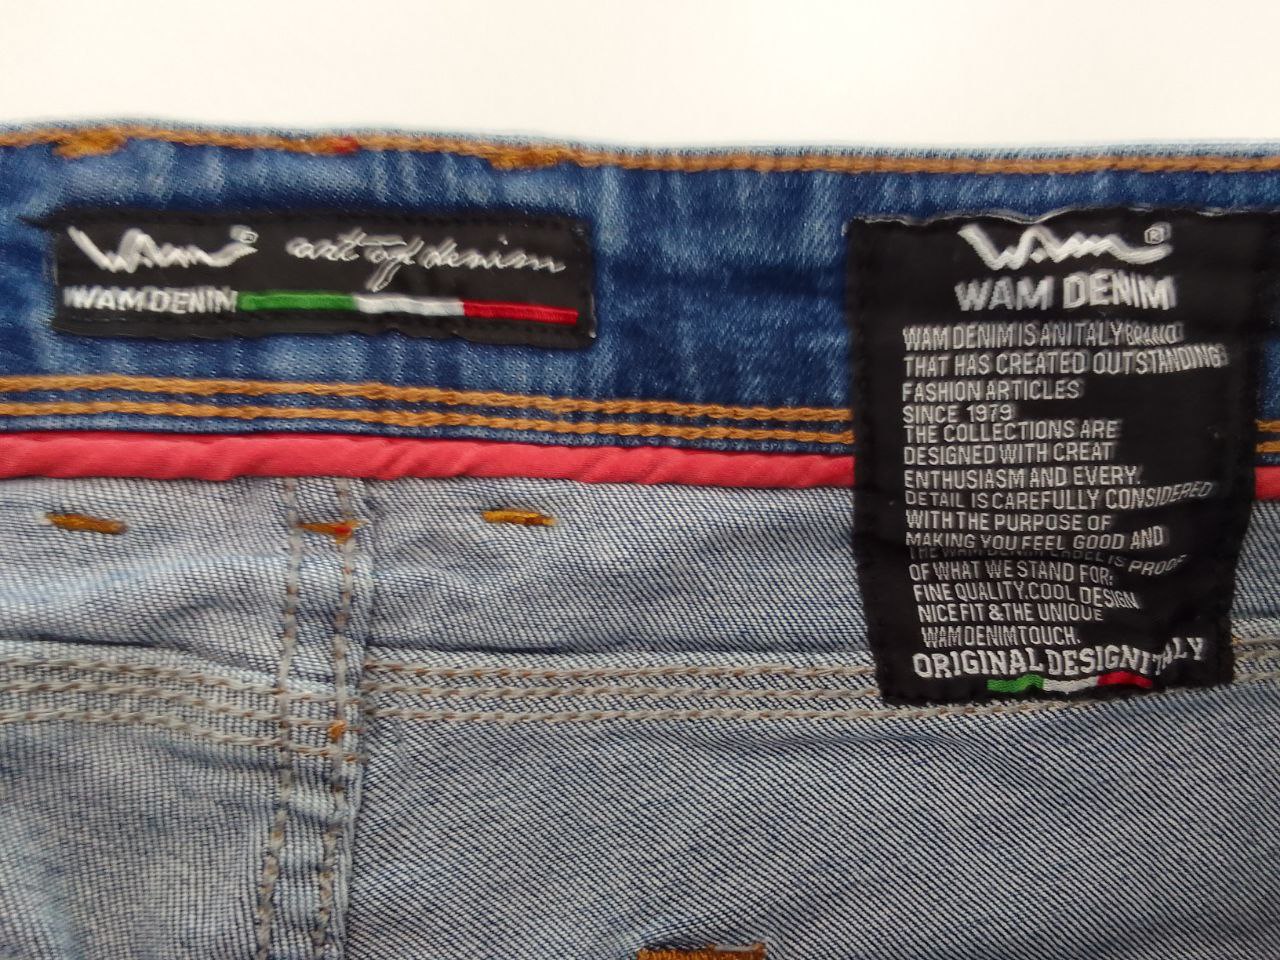 Wam® art of denim
WAM DENIM
Wam®
WAM DENIM
WAM DENIM IS AN ITALY BRAND
THAT HAS CREATED OUTSTANDING
FASHION ARTICLES
SINCE 1979
THE COLLECTIONS ARE
DESIGNED WITH CREAT
ENTHUSIASM AND EVERY.
DETAIL IS CAREFULLY CONSIDERED
WITH THE PURPOSE OF
MAKING YOU FEEL GOOD AND
THE WAM DENIM LABEL IS PROOF
OF WHAT WE STAND FOR:
FINE QUALITY.COOL DESIGN
NICE FIT & THE UNIQUE
WAM DENIM TOUCH.
ORIGINAL DESIGN ITALY